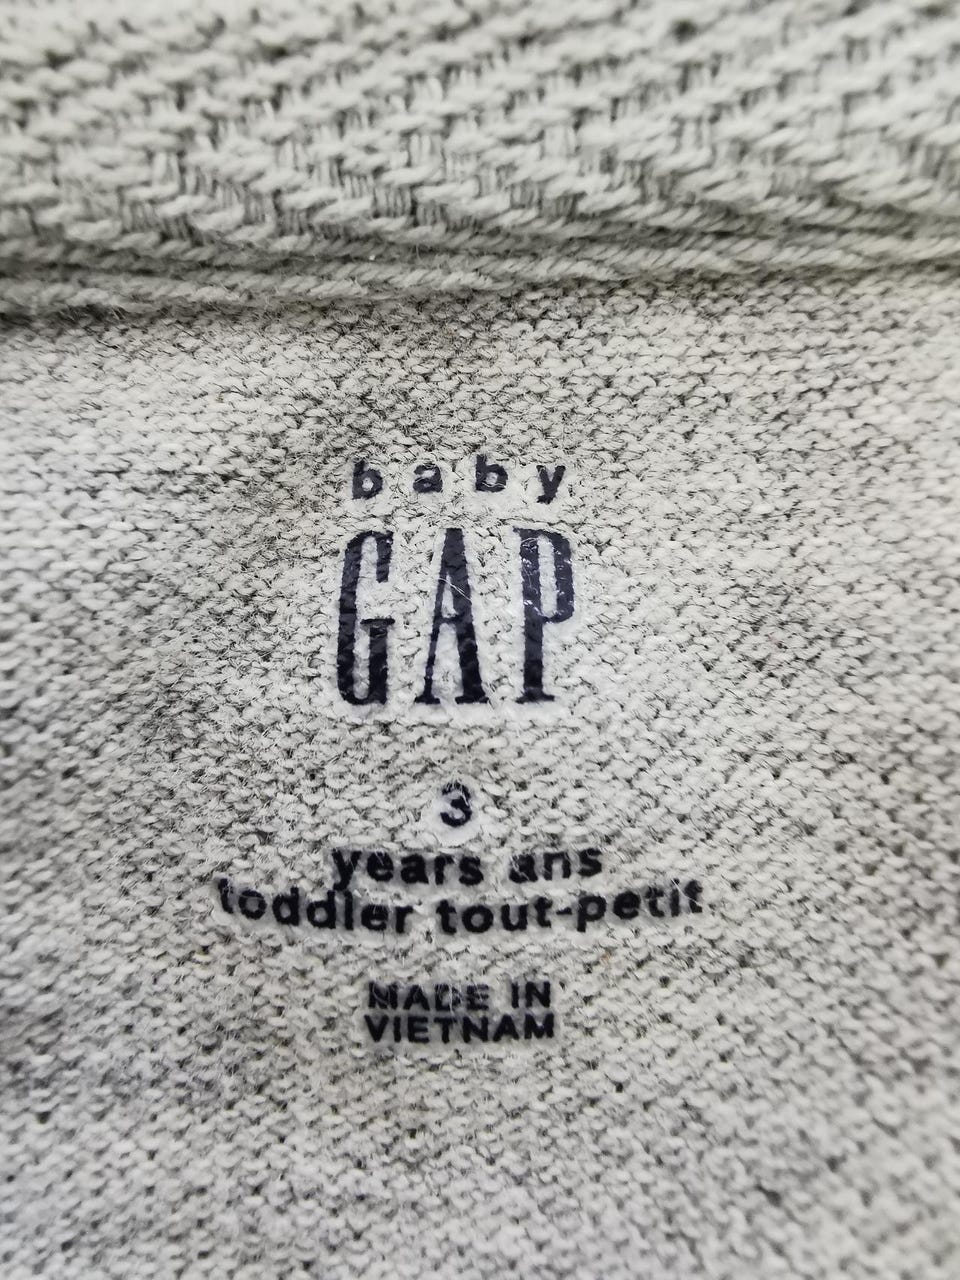 baby
GAP
3
years ans
toddler tout-petit
MADE IN
VIETNAM